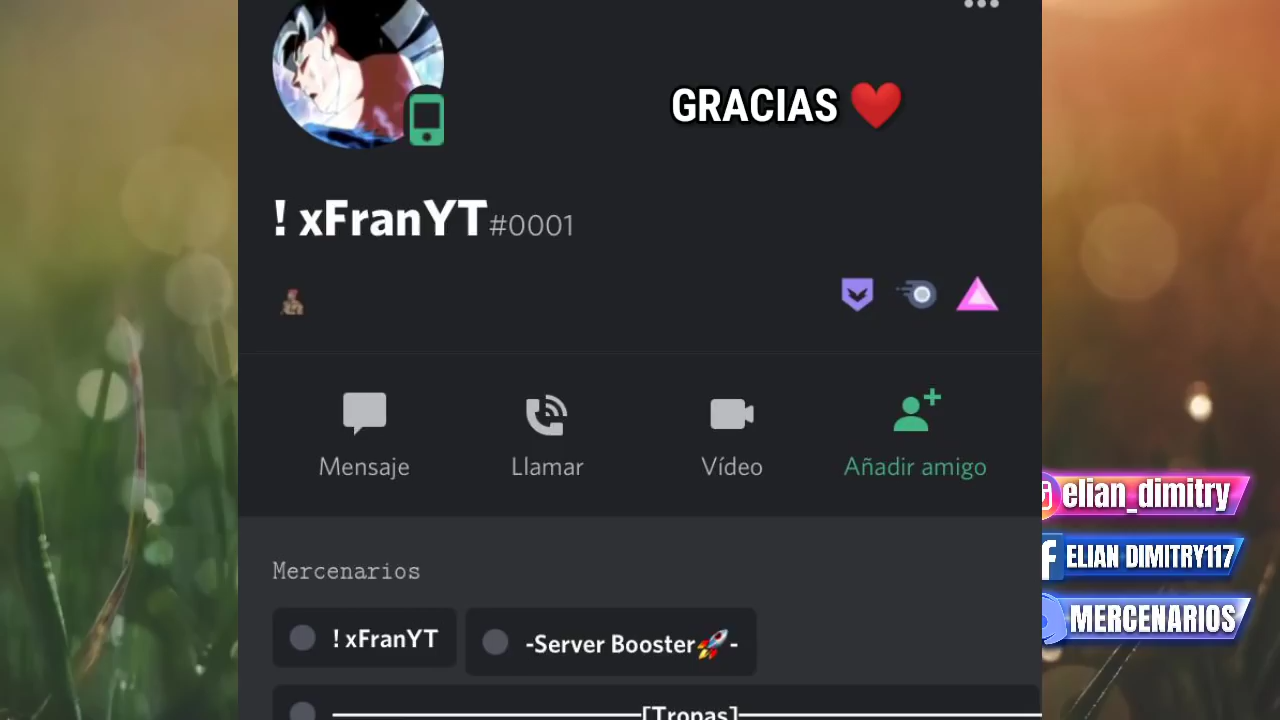 GRACIAS ❤️
! xFranYT#0001
Mensaje
Llamar
Vídeo
Añadir amigo
elian_dimitry
ELIAN DIMITRY117
MERCENARIOS
Mercenarios
! xFranYT
-Server Booster🚀-
[Tropas]